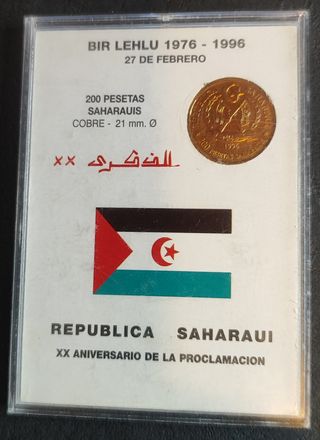 BIR LEHLU 1976 - 1996
27 DE FEBRERO
200 PESETAS
SAHARAUIS
COBRE - 21 mm. Ø
الذكرى XX
1996
REPUBLICA SAHARAUI
XX ANIVERSARIO DE LA PROCLAMACION